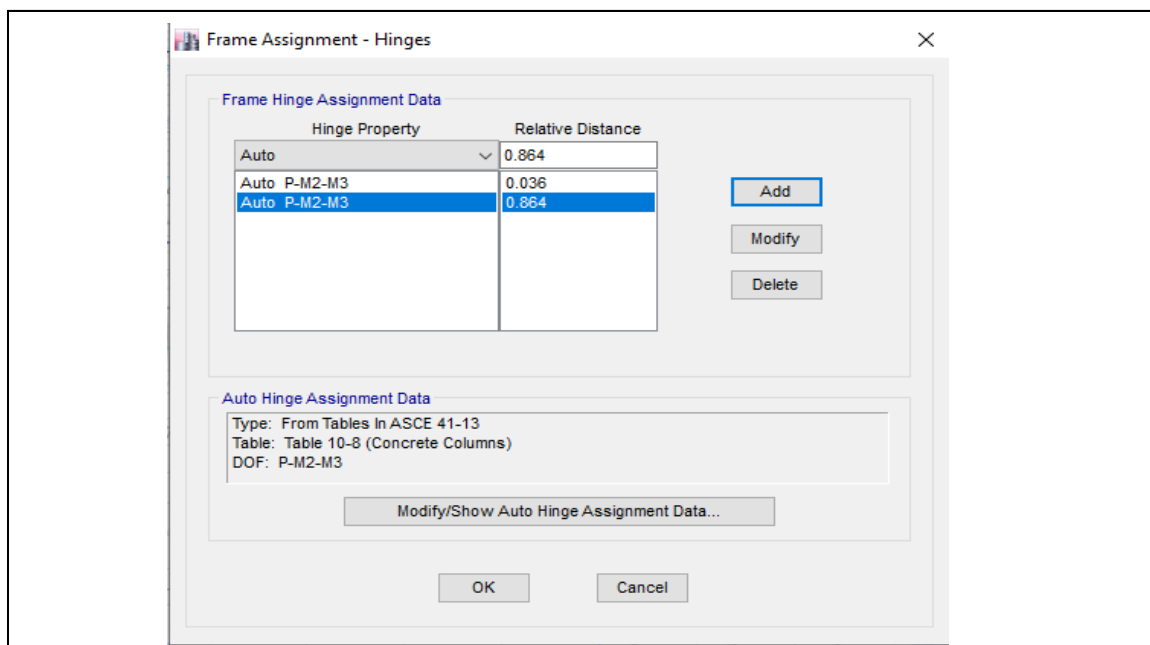 Frame Assignment - Hinges
Frame Hinge Assignment Data
Hinge Property Relative Distance
Auto 0.864
Auto P-M2-M3 0.036
Auto P-M2-M3 0.864
Add
Modify
Delete
Auto Hinge Assignment Data
Type: From Tables In ASCE 41-13
Table: Table 10-8 (Concrete Columns)
DOF: P-M2-M3
Modify/Show Auto Hinge Assignment Data...
OK Cancel